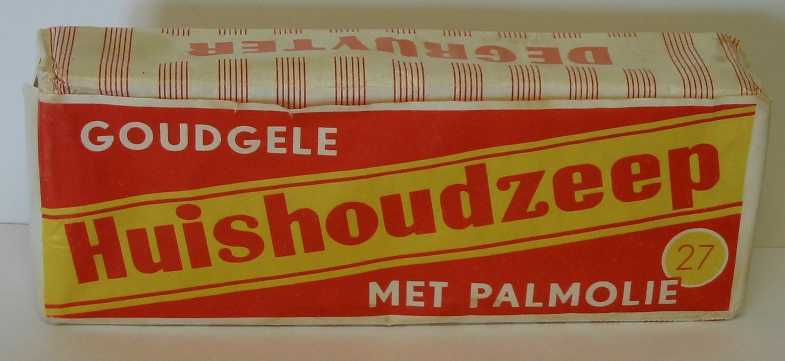 DEGRUYTER
GOUDGELE
Huishoudzeep
27
MET PALMOLIE